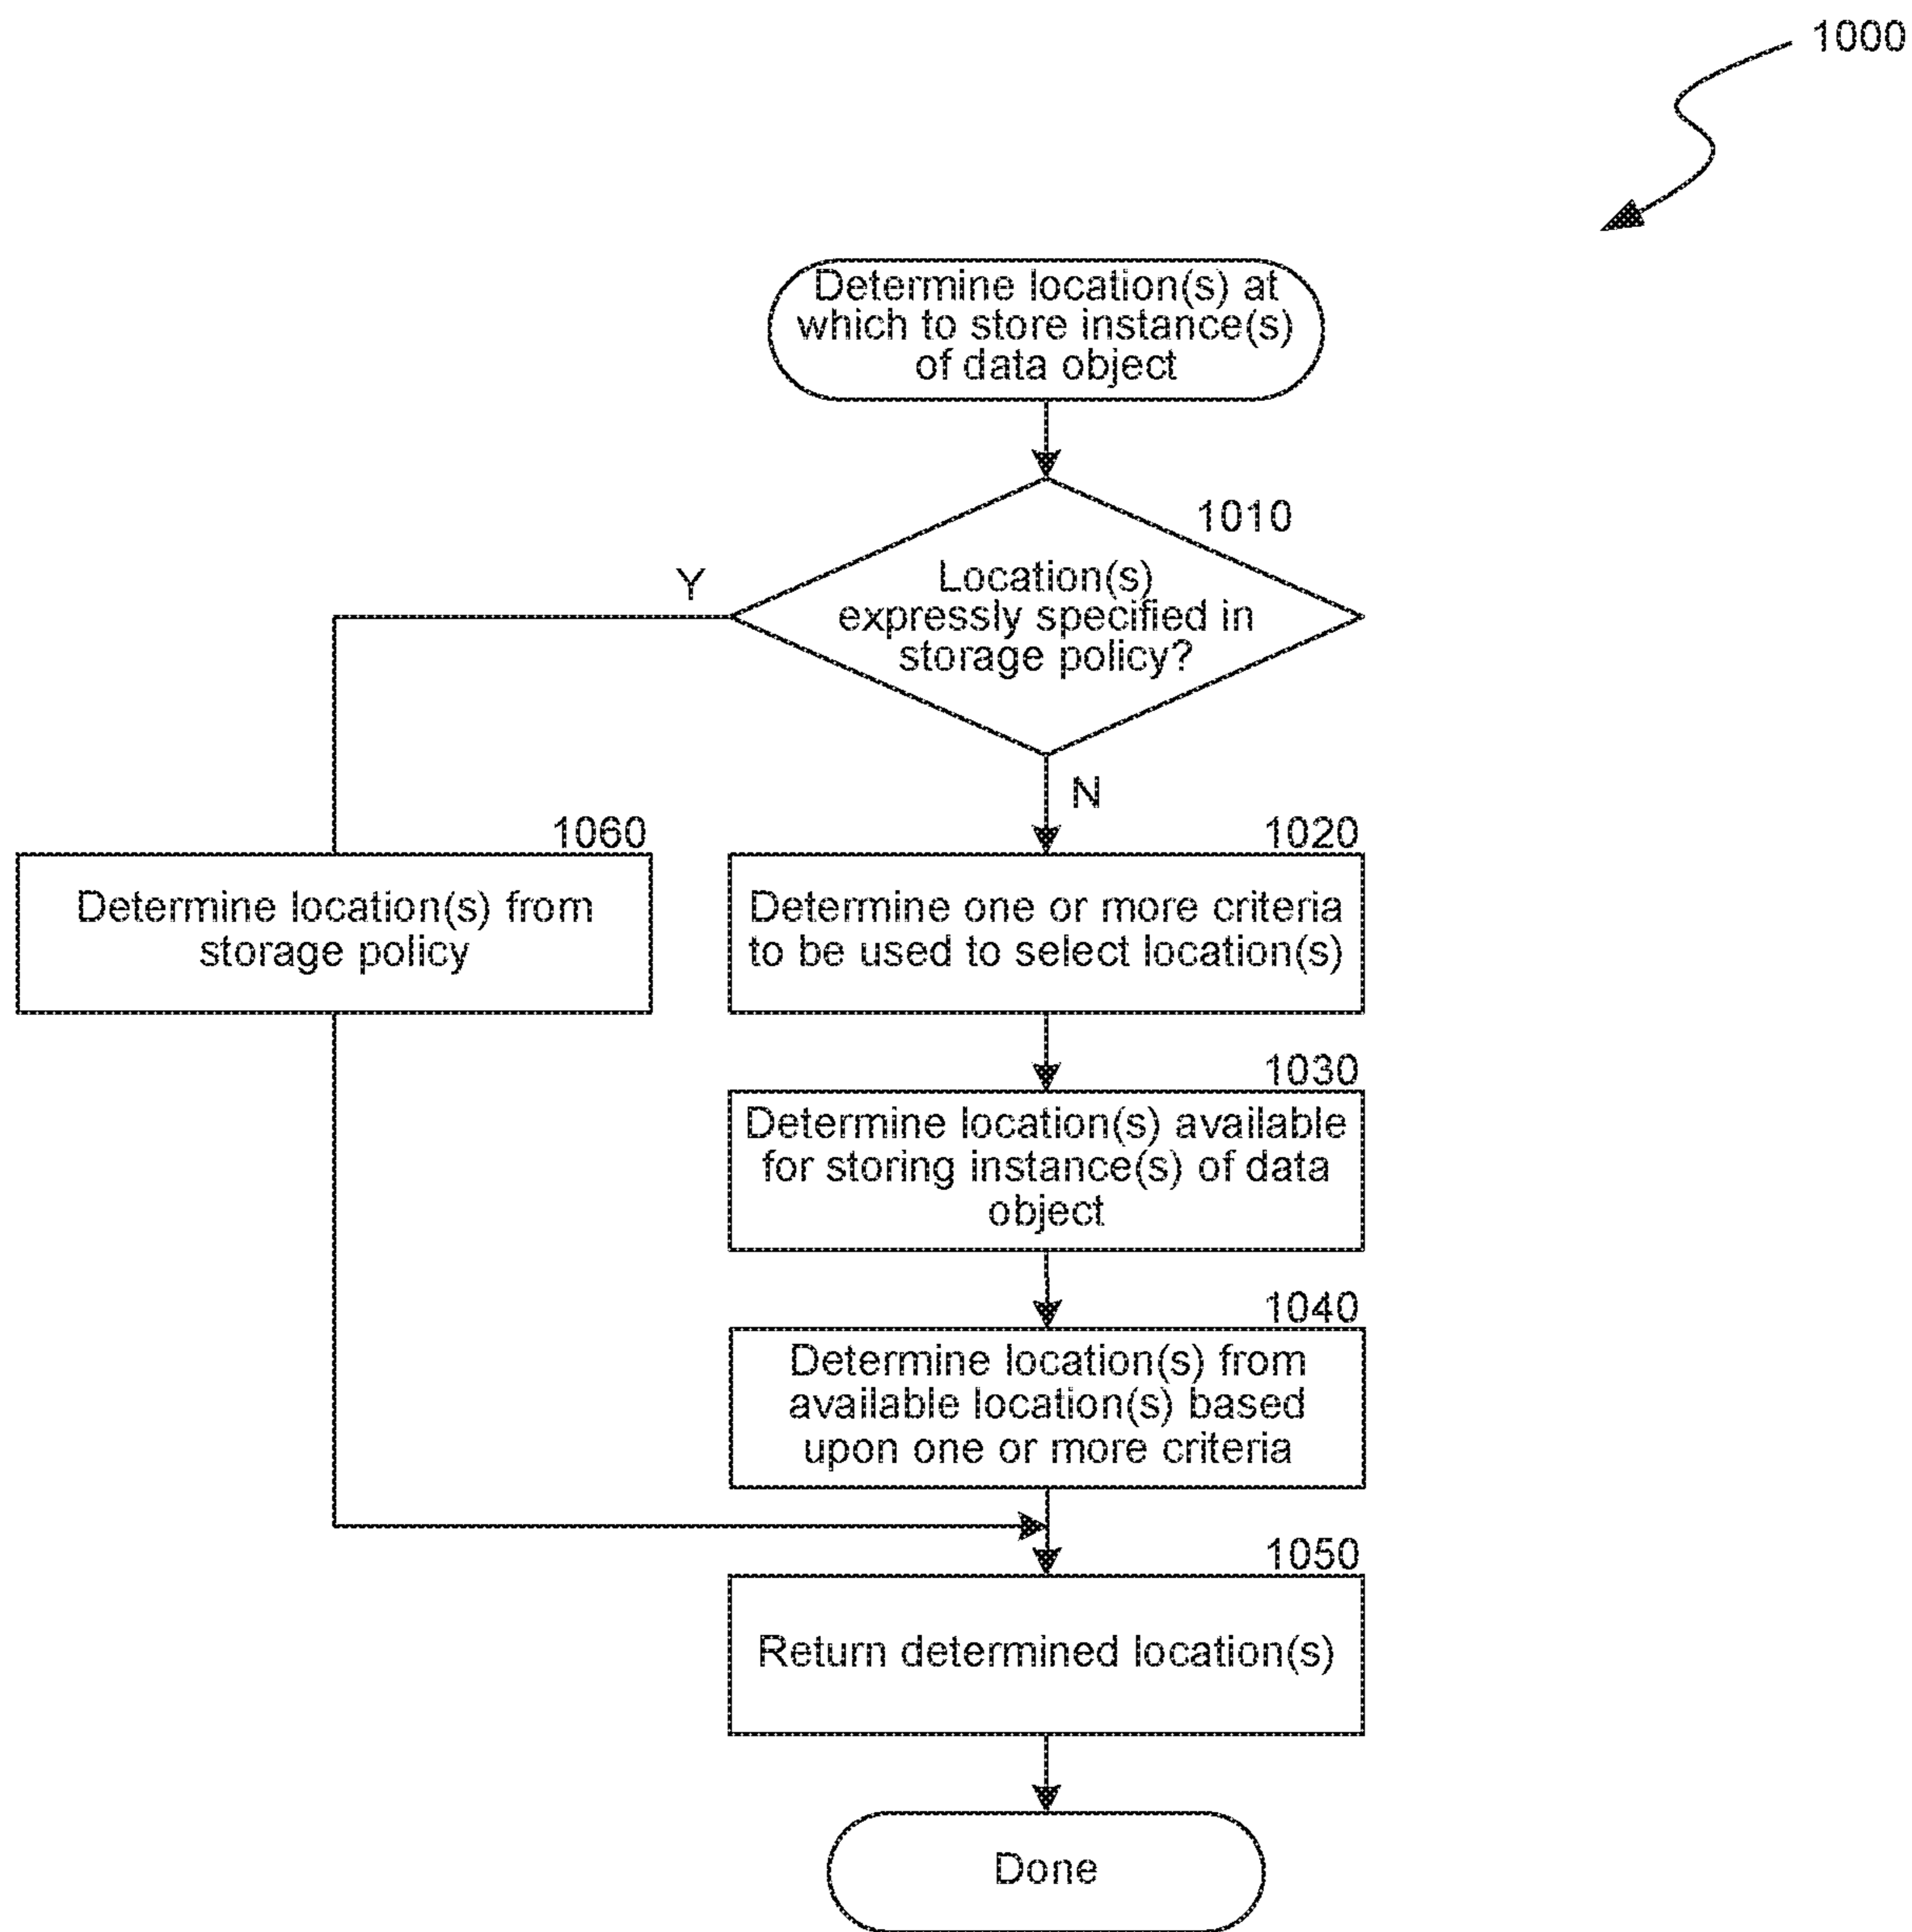 1000
Determine location(s) at
which to store instance(s)
of data object
1010
Location(s)
expressly specified in
storage policy?
Y
N
1060
Determine location(s) from
storage policy
1020
Determine one or more criteria
to be used to select location(s)
1030
Determine location(s) available
for storing instance(s) of data
object
1040
Determine location(s) from
available location(s) based
upon one or more criteria
1050
Return determined location(s)
Done